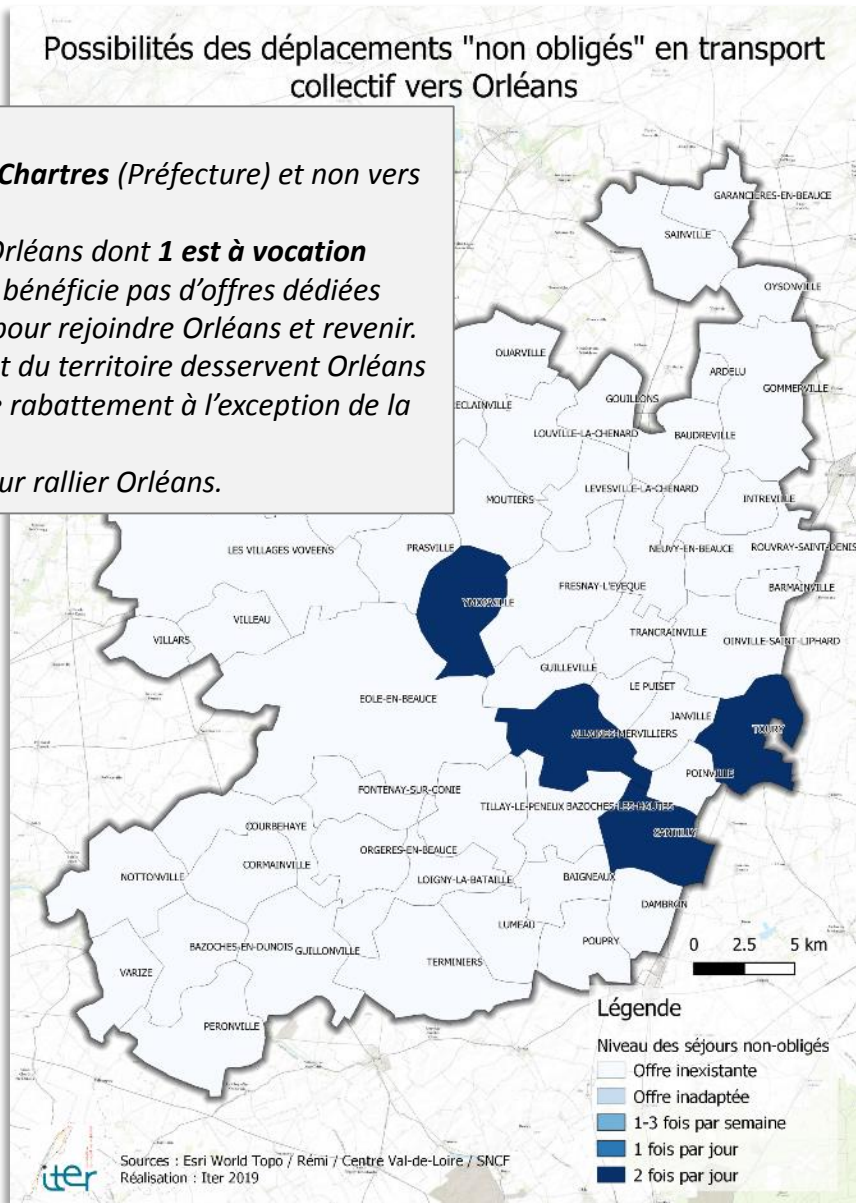 Possibilités des déplacements "non obligés" en transport
collectif vers Orléans
Chartres (Préfecture) et non vers
Orléans dont 1 est à vocation
bénéficie pas d'offres dédiées
pour rejoindre Orléans et revenir.
t du territoire desservent Orléans
e rabattement à l'exception de la
ur rallier Orléans.
GARANCIERES-EN-BEAUCE
SAINVILLE
OYSONVILLE
OUARVILLE
ARDELU
GOMMERVILLE
GOUILLONS
ECLAINVILLE
LOUVILLE-LA-CHENARD
BAUDREVILLE
MOUTIERS
LEVESVILLE-LA-CHENARD
INTREVILLE
LES VILLAGES VOVEENS
PRASVILLE
NEUVY-EN-BEAUCE
ROUVRAY-SAINT-DENIS
YMONVILLE
FRESNAY-L'EVEQUE
BARMAINVILLE
VILLARS
VILLEAU
TRANCRAINVILLE
OINVILLE-SAINT-LIPHARD
GUILLEVILLE
EOLE-EN-BEAUCE
LE PUISET
JANVILLE
ALLAINES-MERVILLIERS
TOURY
POINVILLE
FONTENAY-SUR-CONIE
TILLAY-LE-PENEUX
BAZOCHES-LES-HAUTES
COURBEHAYE
SANTILLY
ORGERES-EN-BEAUCE
CORMAINVILLE
NOTTONVILLE
LOIGNY-LA-BATAILLE
BAIGNEAUX
DAMBRON
LUMEAU
POUPRY
BAZOCHES-EN-DUNOIS
GUILLONVILLE
TERMINIERS
VARIZE
PERONVILLE
0 2.5 5 km
Légende
Niveau des séjours non-obligés
Offre inexistante
Offre inadaptée
1-3 fois par semaine
1 fois par jour
2 fois par jour
iter
Sources : Esri World Topo / Rémi / Centre Val-de-Loire / SNCF
Réalisation : Iter 2019